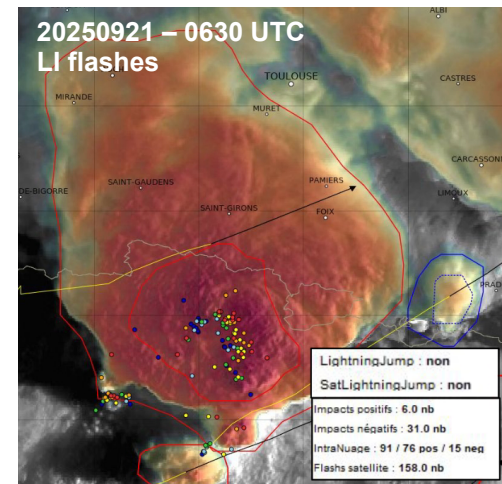 20250921 – 0630 UTC
LI flashes
ALBI
TOULOUSE
CASTRES
MIRANDE
MURET
CARCASSONN
DE-BIGORRE
SAINT-GAUDENS
PAMIERS
LIMOUX
SAINT-GIRONS
FOIX
PRAD
LightningJump : non
SatLightningJump : non
Impacts positifs : 6.0 nb
Impacts négatifs : 31.0 nb
IntraNuage : 91 / 76 pos / 15 neg
Flashs satellite : 158.0 nb